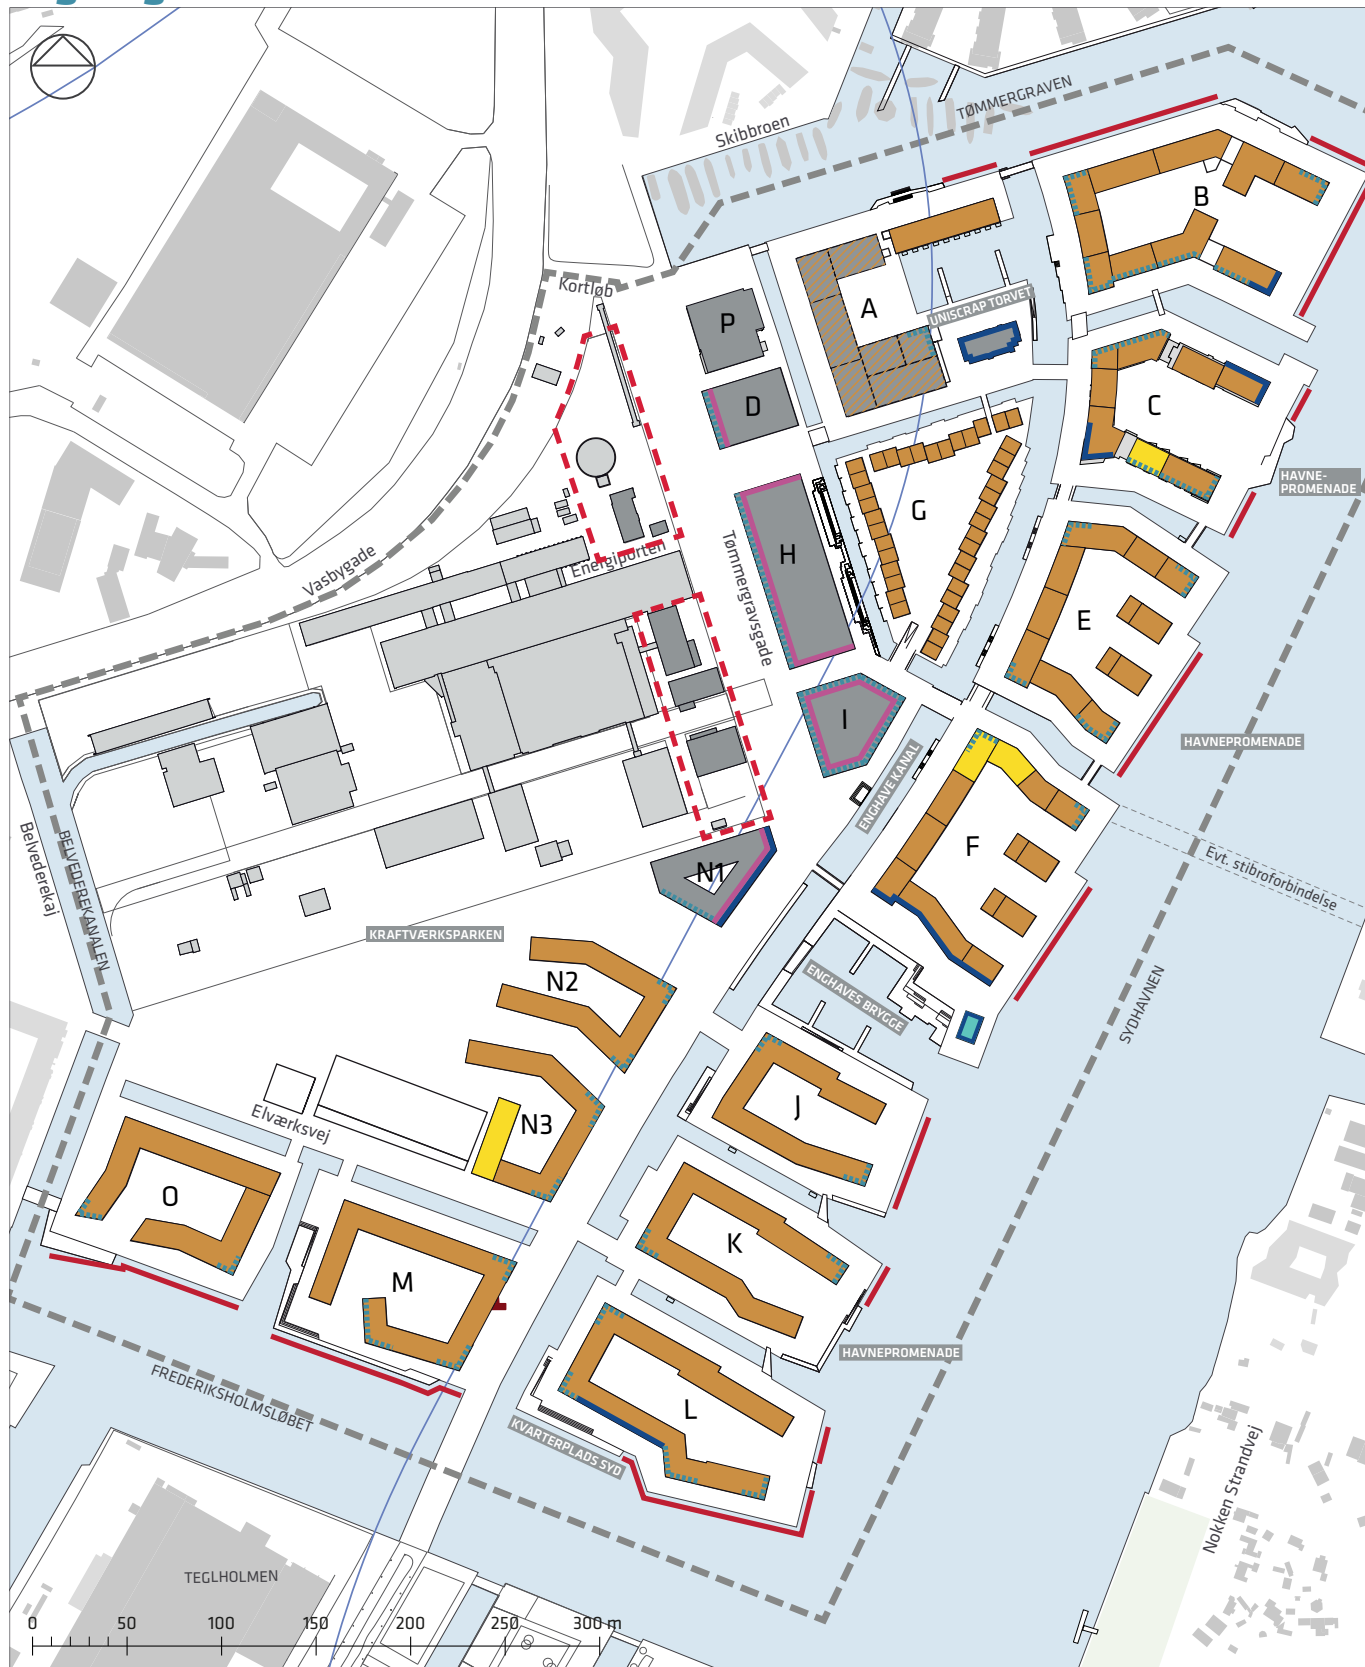 TØMMERGRAVEN
Skibbroen
B
Kortløb
UNISCRAP TORVET
A
P
D
C
HAVNE-
PROMENADE
G
Vasbygade
Energiporten
H
Tømmergravsgade
E
I
HAVNEPROMENADE
ENGHAVE KANAL
Belvederekaj
BELVEDEREKANALEN
F
Evt. stibroforbindelse
N1
KRAFTVÆRKSPARKEN
N2
ENGHAVES BRYGGE
SYDHAVNEN
J
Elværksvej
N3
O
K
M
HAVNEPROMENADE
FREDERIKSHOLMSLØBET
L
KVARTERPLADS SYD
Nokken Strandvej
TEGLHOLMEN
0 50 100 150 200 250 300 m